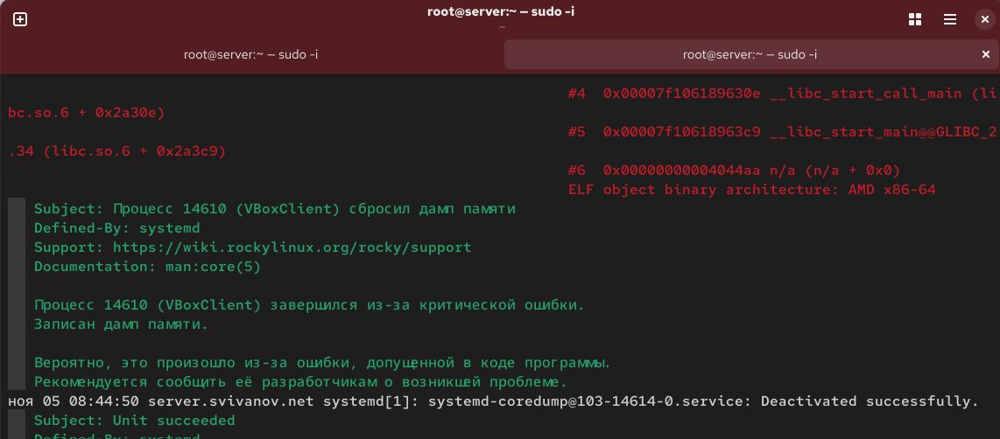 root@server:~ — sudo -i
~
root@server:~ — sudo -i
root@server:~ — sudo -i
#4  0x00007f106189630e __libc_start_call_main (li
bc.so.6 + 0x2a30e)
#5  0x00007f10618963c9 __libc_start_main@@GLIBC_2
.34 (libc.so.6 + 0x2a3c9)
#6  0x00000000004044aa n/a (n/a + 0x0)
ELF object binary architecture: AMD x86-64
Subject: Процесс 14610 (VBoxClient) сбросил дамп памяти
Defined-By: systemd
Support: https://wiki.rockylinux.org/rocky/support
Documentation: man:core(5)
Процесс 14610 (VBoxClient) завершился из-за критической ошибки.
Записан дамп памяти.
Вероятно, это произошло из-за ошибки, допущенной в коде программы.
Рекомендуется сообщить её разработчикам о возникшей проблеме.
ноя 05 08:44:50 server.svivanov.net systemd[1]: systemd-coredump@103-14614-0.service: Deactivated successfully.
Subject: Unit succeeded
Defined-By: systemd